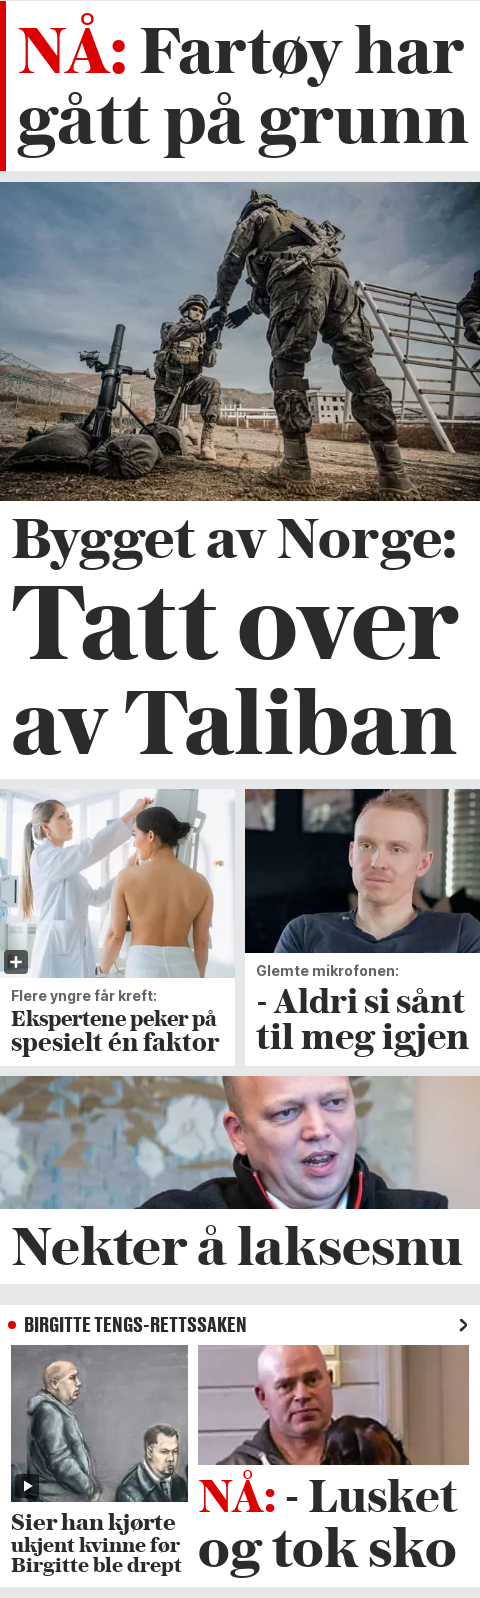 NÅ: Fartøy har
gått på grunn
Bygget av Norge:
Tatt over
av Taliban
Flere yngre får kreft:
Ekspertene peker på
spesielt én faktor
Glemte mikrofonen:
- Aldri si sånt
til meg igjen
Nekter å laksesnu
BIRGITTE TENGS-RETTSSAKEN
Sier han kjørte
ukjent kvinne før
Birgitte ble drept
NÅ: - Lusket
og tok sko